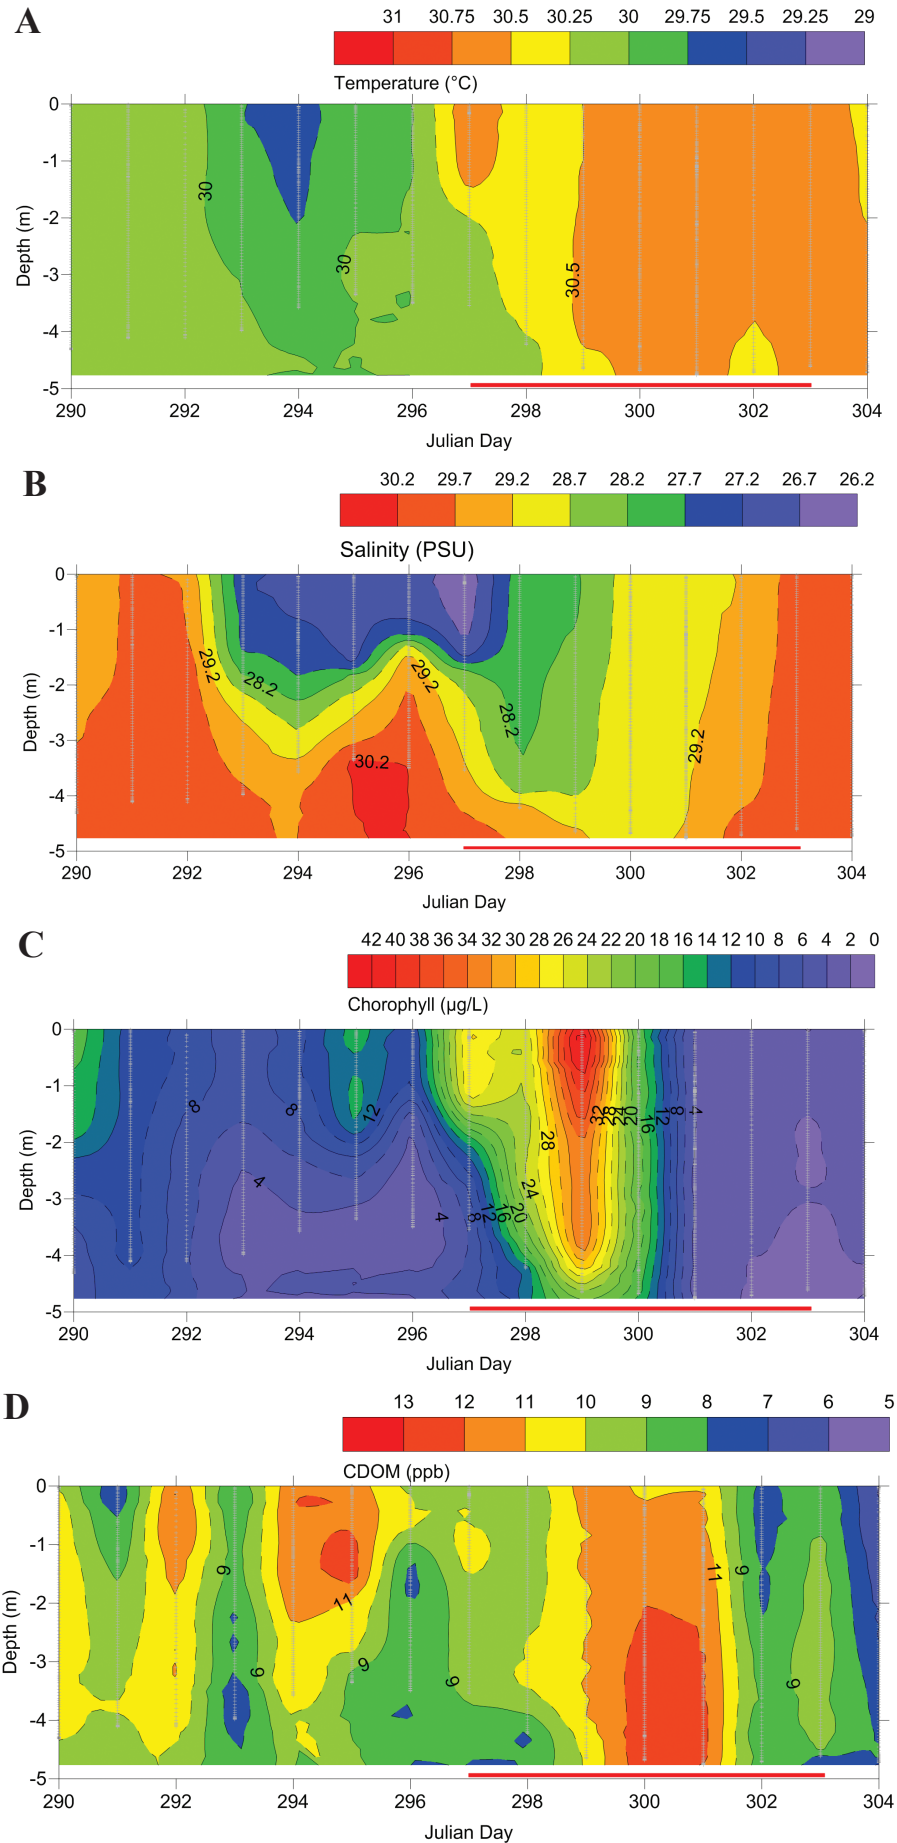 A
31 30.75 30.5 30.25 30 29.75 29.5 29.25 29
Temperature (°C)
0
-1
-2
-3
-4
-5
Depth (m)
30
30
30.5
290 292 294 296 298 300 302 304
Julian Day
B
30.2 29.7 29.2 28.7 28.2 27.7 27.2 26.7 26.2
Salinity (PSU)
0
-1
-2
-3
-4
-5
Depth (m)
29.2
28.2
29.2
28.2
29.2
30.2
290 292 294 296 298 300 302 304
Julian Day
C
42 40 38 36 34 32 30 28 26 24 22 20 18 16 14 12 10 8 6 4 2 0
Chorophyll (µg/L)
0
-1
-2
-3
-4
-5
Depth (m)
8 8 12 32 28 24 20 16 12 8 4
28
4 24
4 8 12 16 20
290 292 294 296 298 300 302 304
Julian Day
D
13 12 11 10 9 8 7 6 5
CDOM (ppb)
0
-1
-2
-3
-4
-5
Depth (m)
9 11 11 9
9 9 9 9
290 292 294 296 298 300 302 304
Julian Day